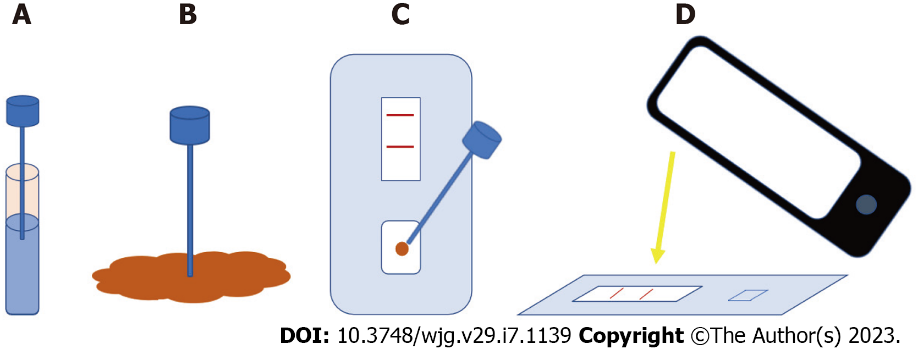 A B C D
DOI: 10.3748/wjg.v29.i7.1139 Copyright ©The Author(s) 2023.